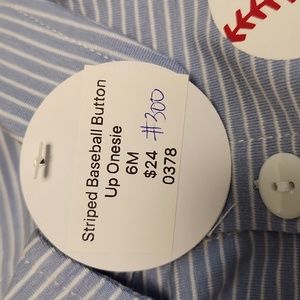 Striped Baseball Button
Up Onesie
6M
$24 #300
0378